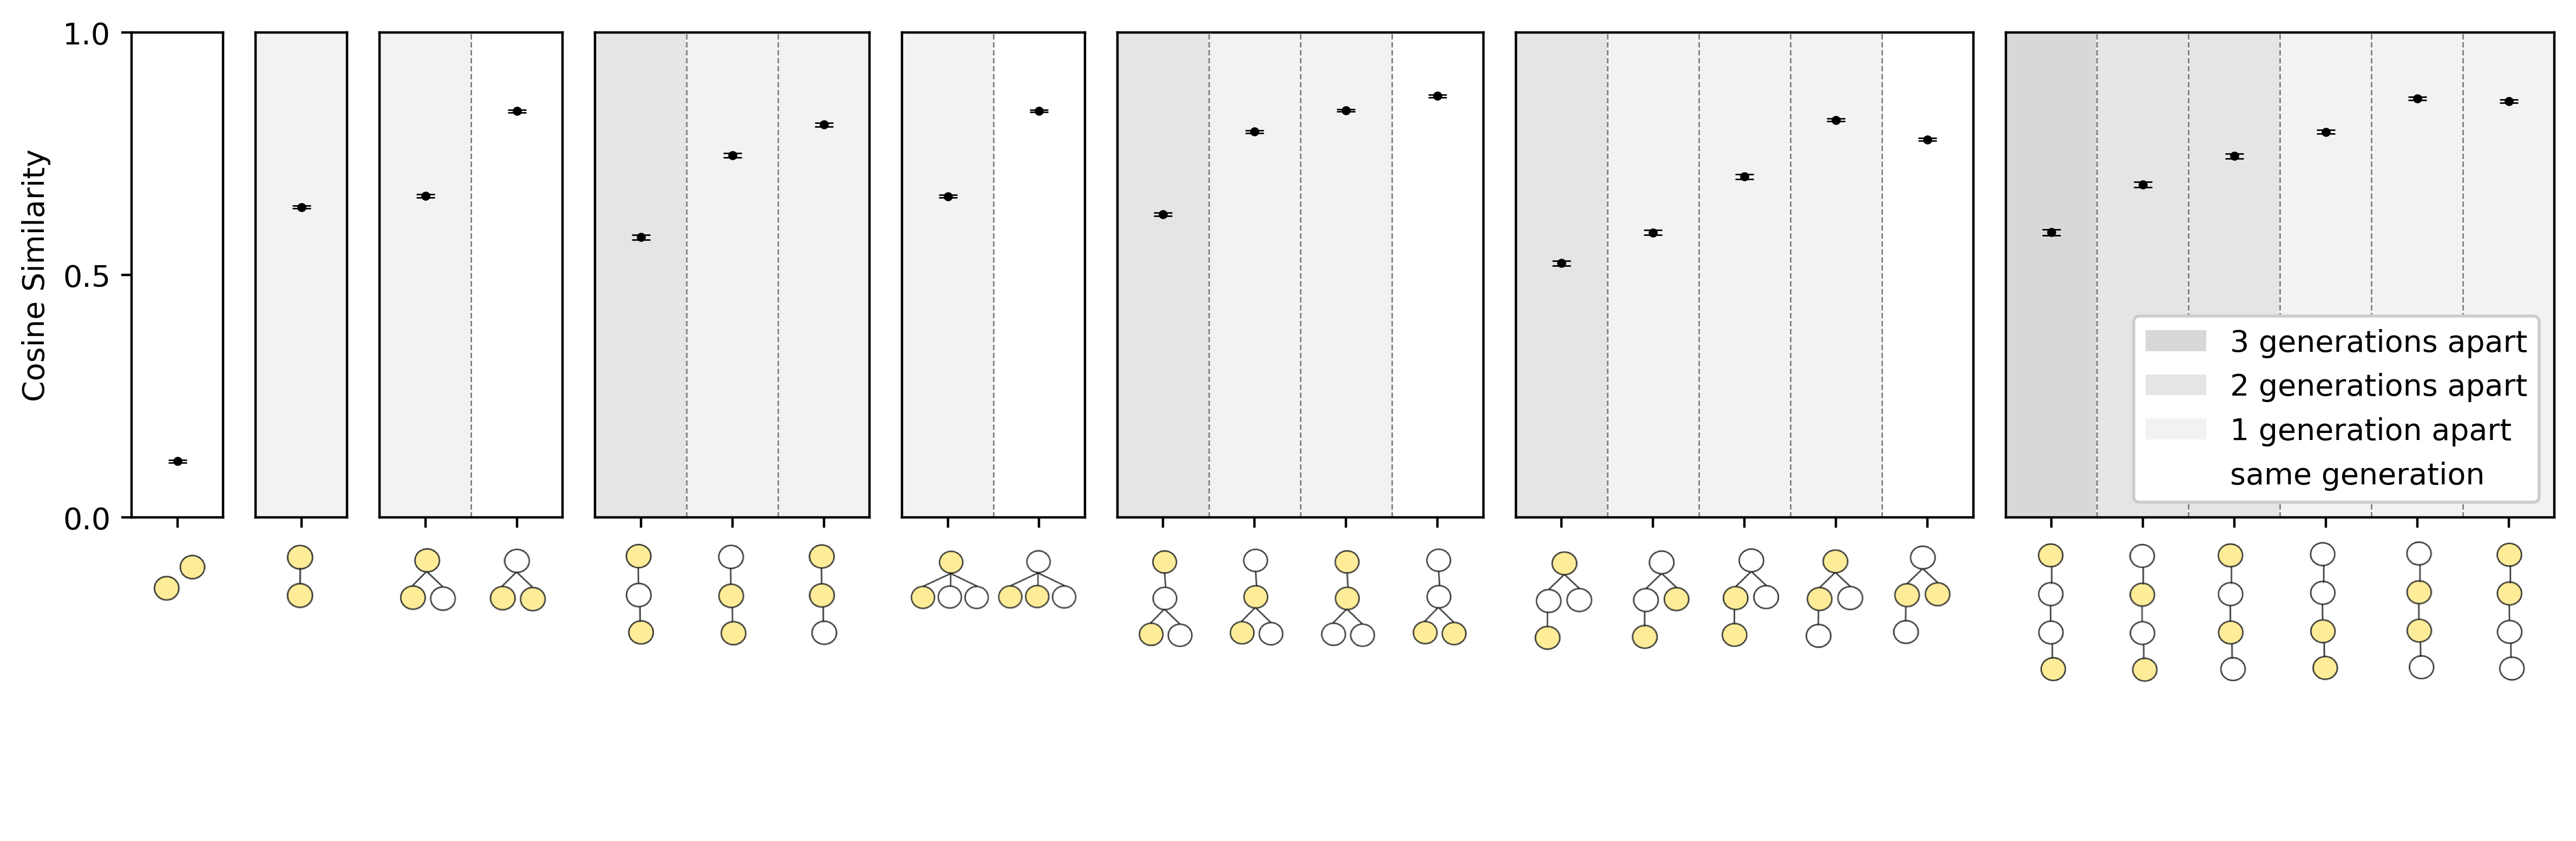 1.0
0.5
0.0
Cosine Similarity
3 generations apart
2 generations apart
1 generation apart
same generation